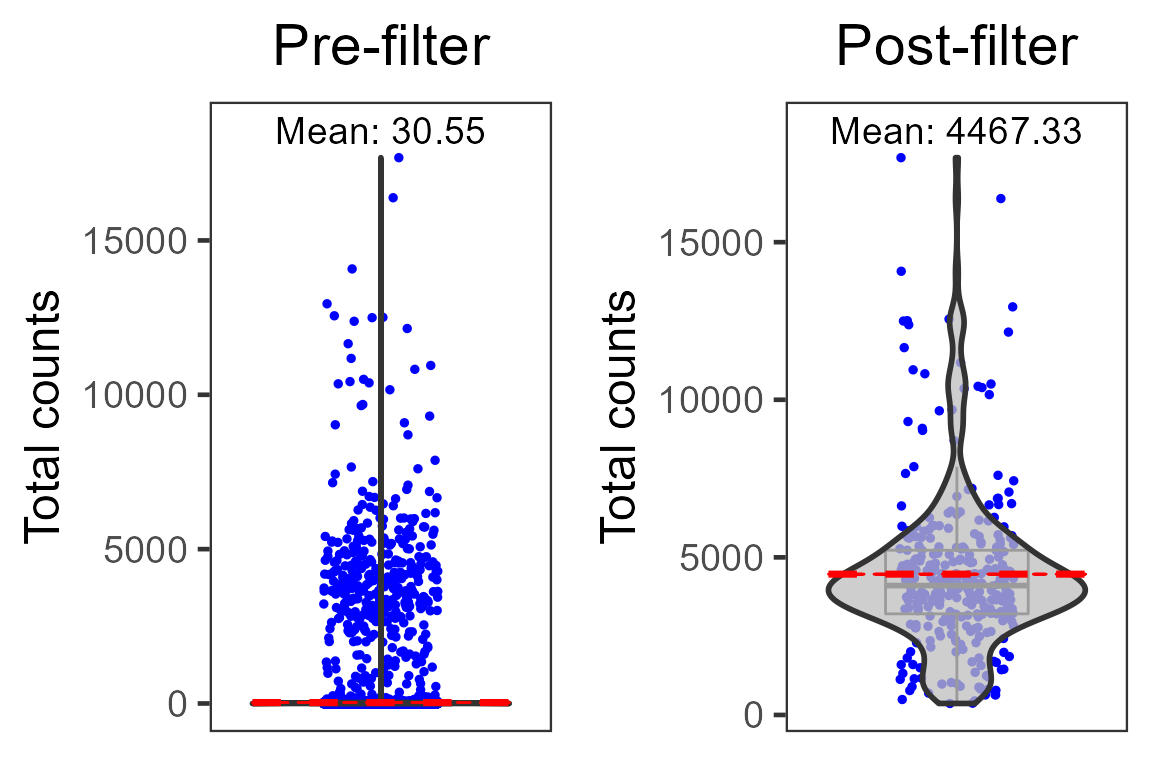 Pre-filter
Mean: 30.55
15000
10000
5000
0
Total counts
Post-filter
Mean: 4467.33
15000
10000
5000
0
Total counts